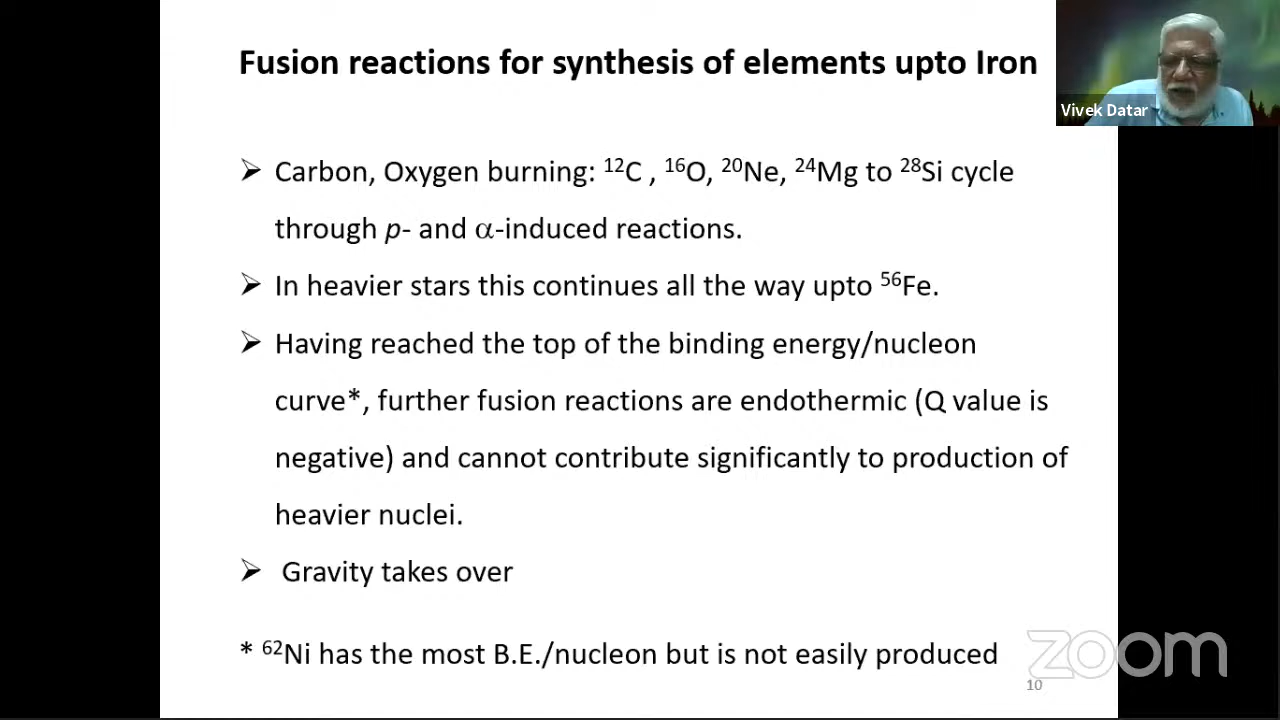 Fusion reactions for synthesis of elements upto Iron
Vivek Datar
➢ Carbon, Oxygen burning: ¹²C , ¹⁶O, ²⁰Ne, ²⁴Mg to ²⁸Si cycle
through p- and α-induced reactions.
➢ In heavier stars this continues all the way upto ⁵⁶Fe.
➢ Having reached the top of the binding energy/nucleon
curve*, further fusion reactions are endothermic (Q value is
negative) and cannot contribute significantly to production of
heavier nuclei.
➢ Gravity takes over
* ⁶²Ni has the most B.E./nucleon but is not easily produced
zoom
10